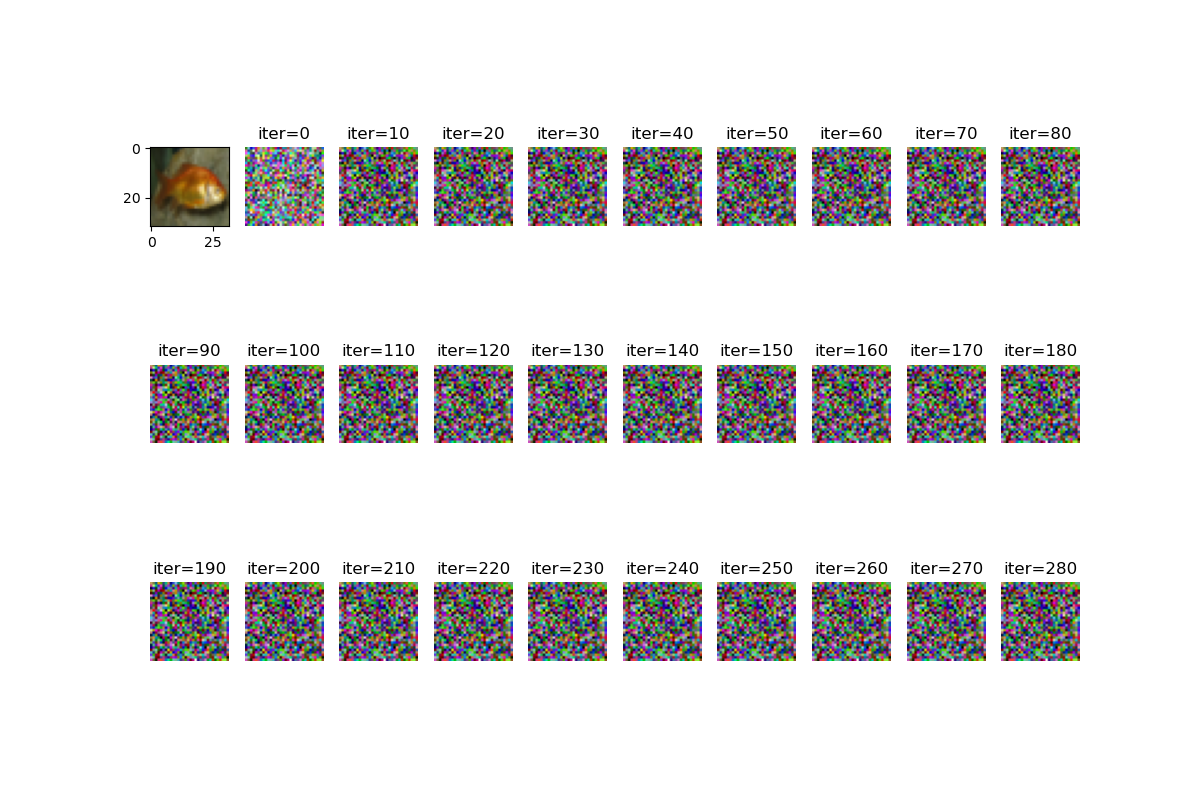 iter=0 iter=10 iter=20 iter=30 iter=40 iter=50 iter=60 iter=70 iter=80
0
20
0 25
iter=90 iter=100 iter=110 iter=120 iter=130 iter=140 iter=150 iter=160 iter=170 iter=180
iter=190 iter=200 iter=210 iter=220 iter=230 iter=240 iter=250 iter=260 iter=270 iter=280